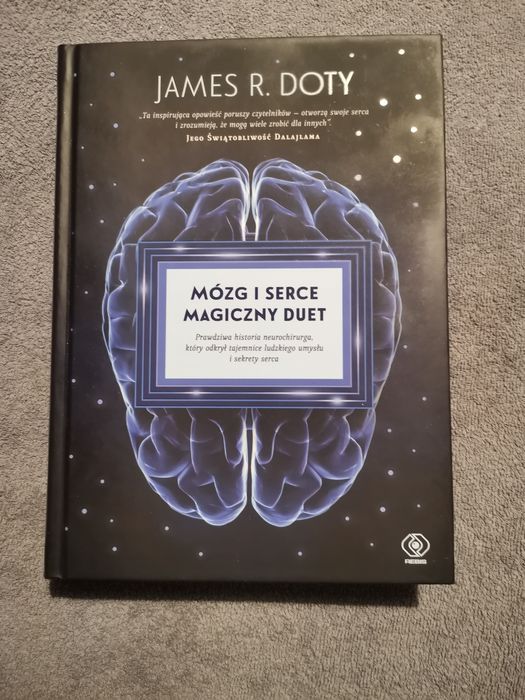 JAMES R. DOTY
„Ta inspirująca opowieść poruszy czytelników – otworzą swoje serca
i zrozumieją, że mogą wiele zrobić dla innych”.
Jego Świątobliwość Dalajlama
MÓZG I SERCE
MAGICZNY DUET
Prawdziwa historia neurochirurga,
który odkrył tajemnice ludzkiego umysłu
i sekrety serca
REBIS